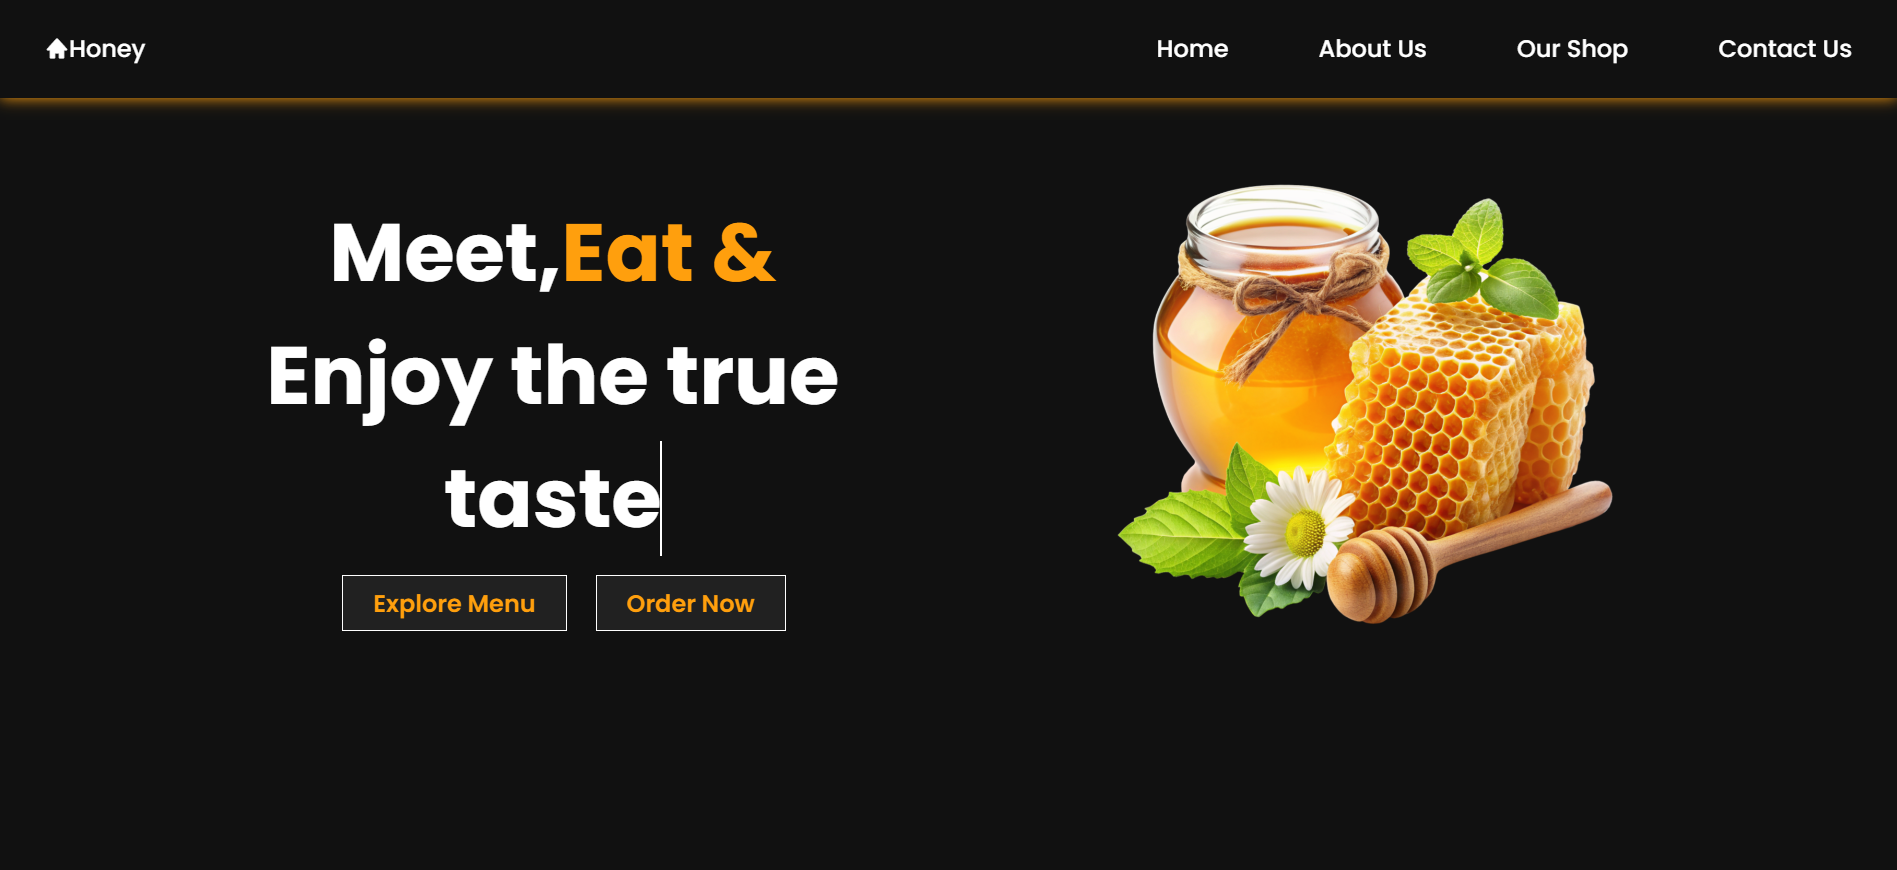 Honey
Home
About Us
Our Shop
Contact Us
Meet,Eat &
Enjoy the true
taste
Explore Menu
Order Now